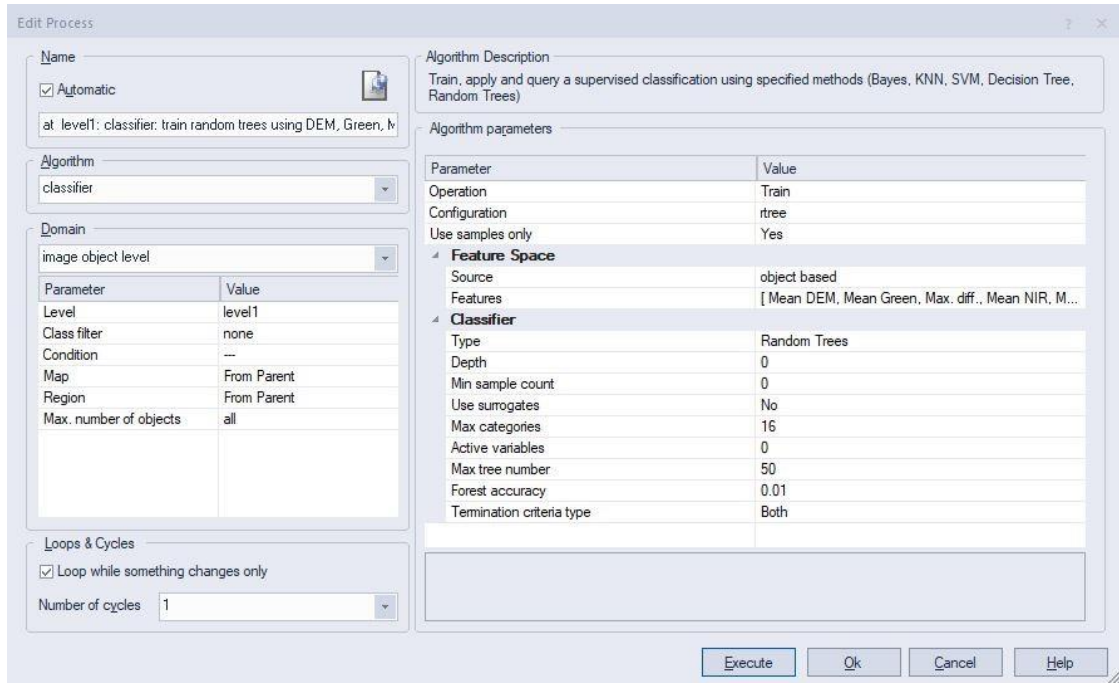 Edit Process
Name
Automatic
at level1: classifier: train random trees using DEM, Green, M
Algorithm
classifier
Domain
image object level
Parameter Value
Level level1
Class filter none
Condition ---
Map From Parent
Region From Parent
Max. number of objects all
Loops & Cycles
Loop while something changes only
Number of cycles 1
Algorithm Description
Train, apply and query a supervised classification using specified methods (Bayes, KNN, SVM, Decision Tree,
Random Trees)
Algorithm parameters
Parameter Value
Operation Train
Configuration rtree
Use samples only Yes
Feature Space
Source object based
Features [ Mean DEM, Mean Green, Max. diff., Mean NIR, M...
Classifier
Type Random Trees
Depth 0
Min sample count 0
Use surrogates No
Max categories 16
Active variables 0
Max tree number 50
Forest accuracy 0.01
Termination criteria type Both
Execute Ok Cancel Help